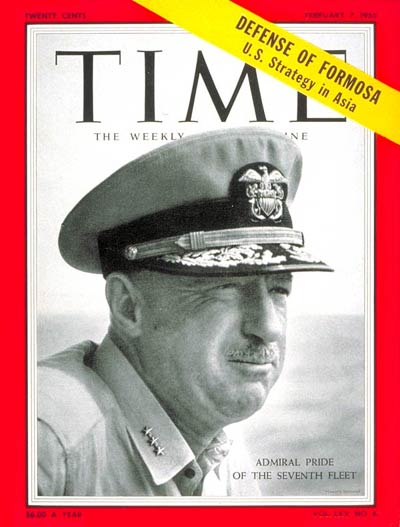 TWENTY CENTS
FEBRUARY 7, 1955
DEFENSE OF FORMOSA
U.S. Strategy in Asia
TIME
THE WEEKLY
INE
ADMIRAL PRIDE
OF THE SEVENTH FLEET
$6.00 A YEAR
VOL. LXV NO. 6